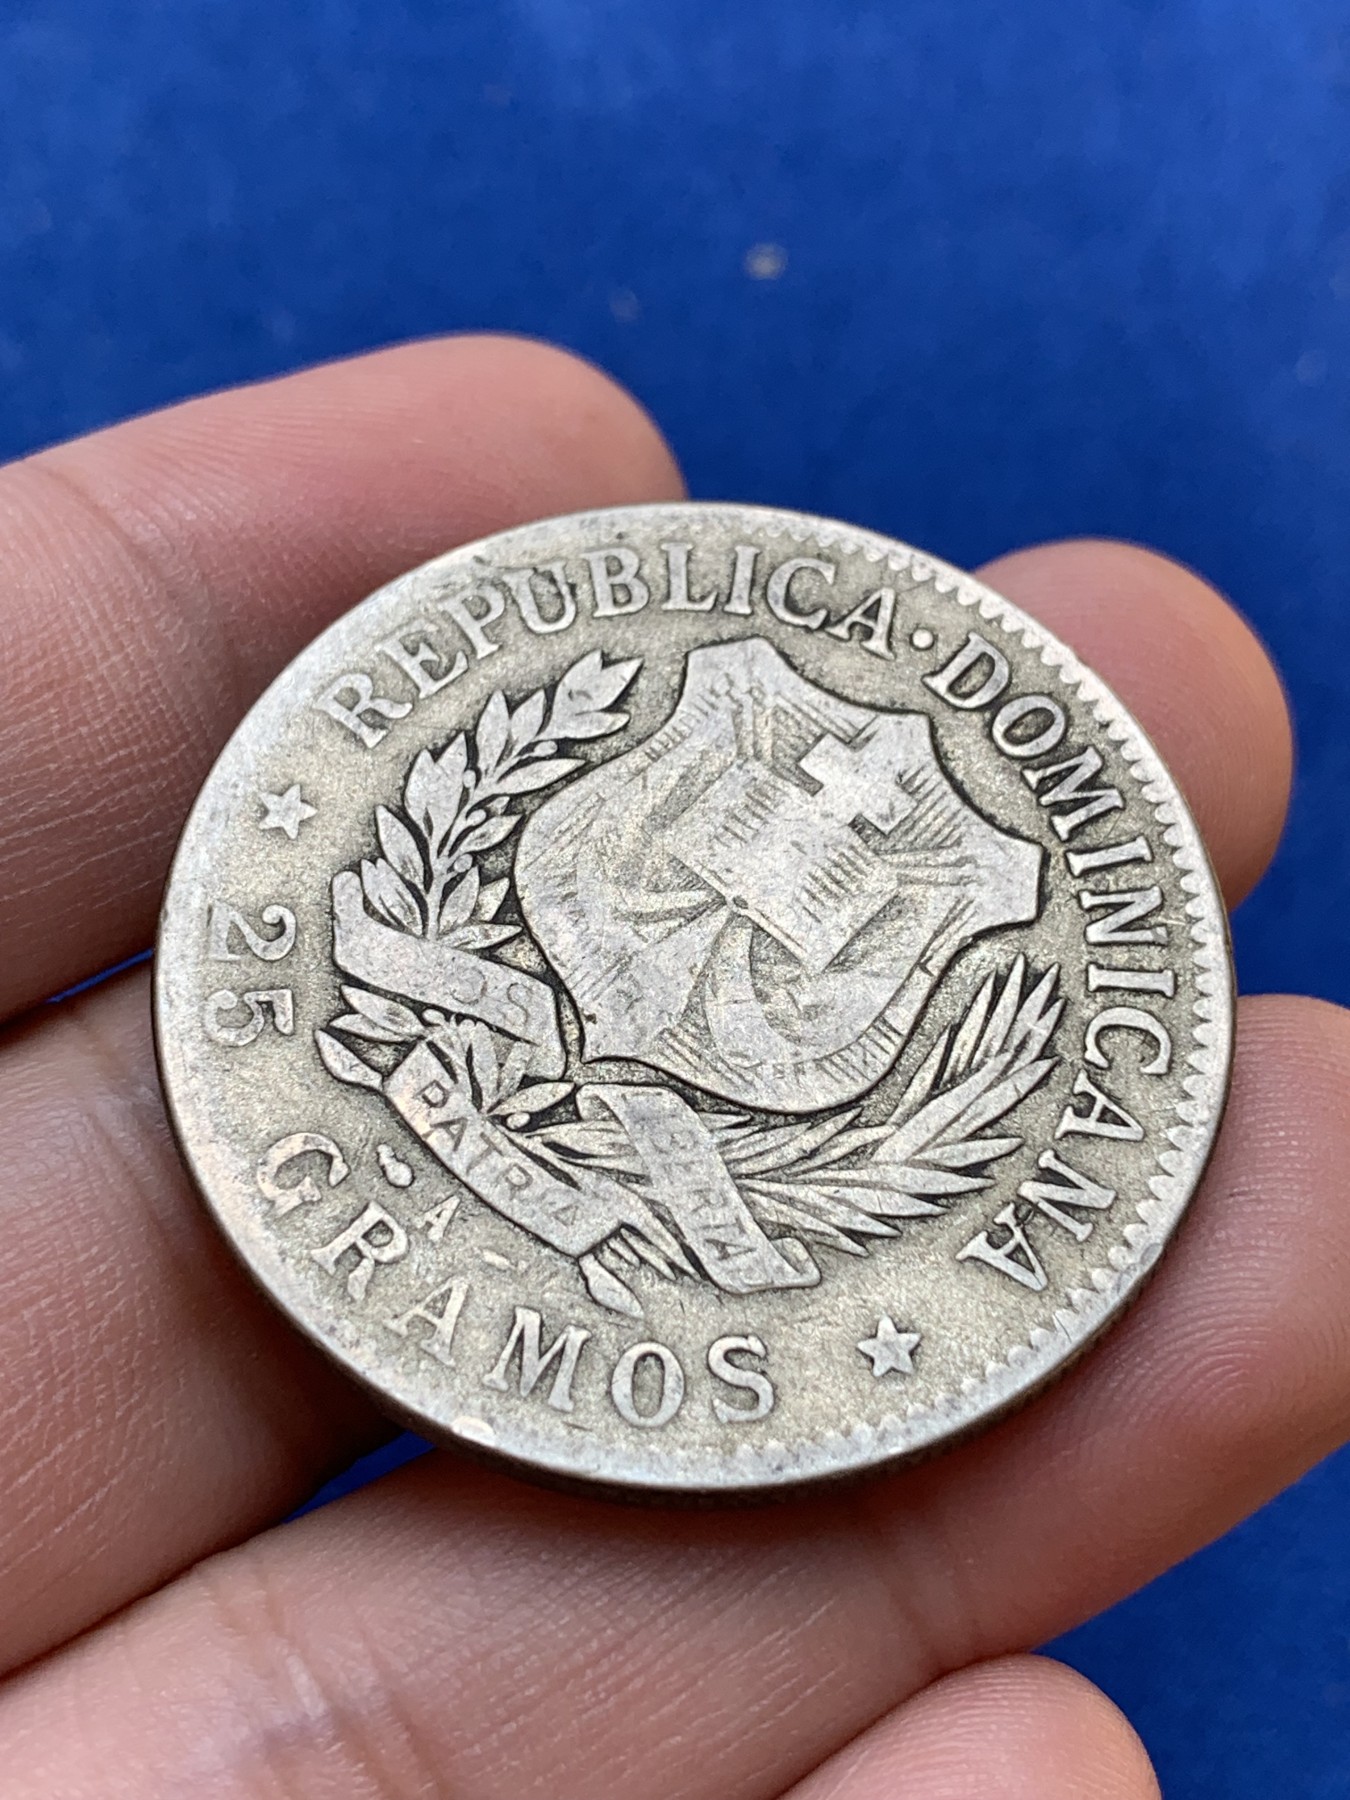 REPUBLICA · DOMINICANA
PATRIA
25 GRAMOS
A